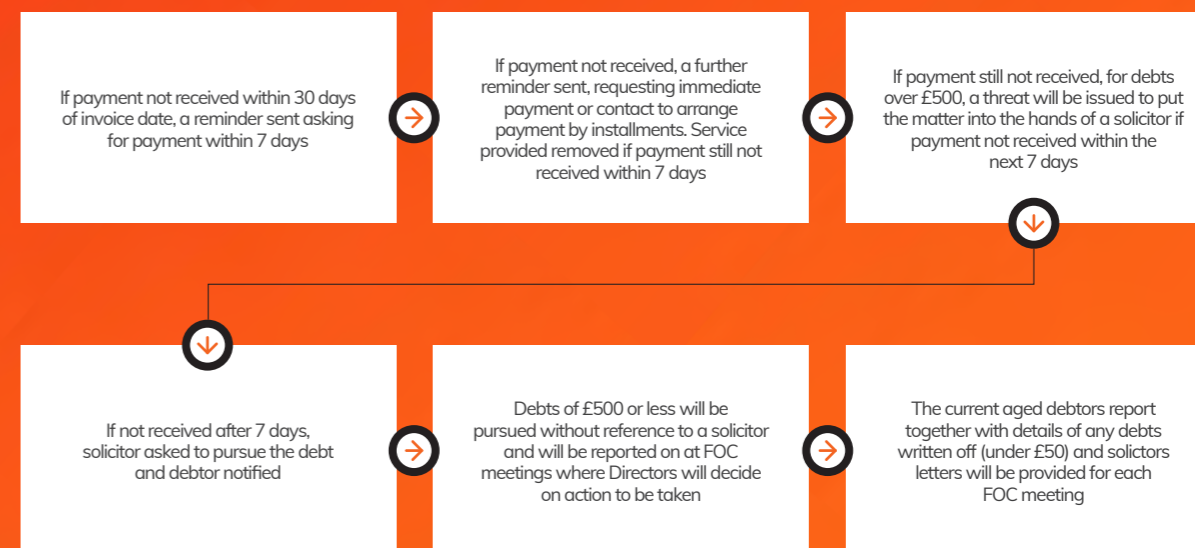 If payment not received within 30 days
of invoice date, a reminder sent asking
for payment within 7 days
If payment not received, a further
reminder sent, requesting immediate
payment or contact to arrange
payment by installments. Service
provided removed if payment still not
received within 7 days
If payment still not received, for debts
over £500, a threat will be issued to put
the matter into the hands of a solicitor if
payment not received within the
next 7 days
If not received after 7 days,
solicitor asked to pursue the debt
and debtor notified
Debts of £500 or less will be
pursued without reference to a solicitor
and will be reported on at FOC
meetings where Directors will decide
on action to be taken
The current aged debtors report
together with details of any debts
written off (under £50) and solictors
letters will be provided for each
FOC meeting